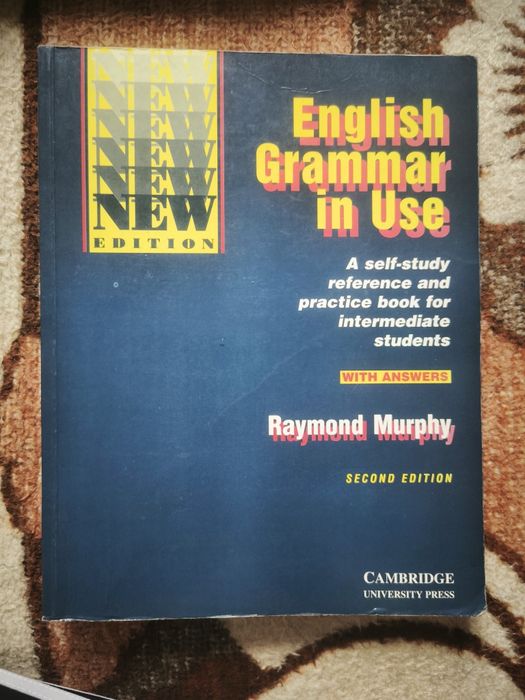 NEW
NEW
NEW
NEW
NEW
NEW
EDITION
English
Grammar
in Use
A self-study
reference and
practice book for
intermediate
students
WITH ANSWERS
Raymond Murphy
SECOND EDITION
CAMBRIDGE
UNIVERSITY PRESS